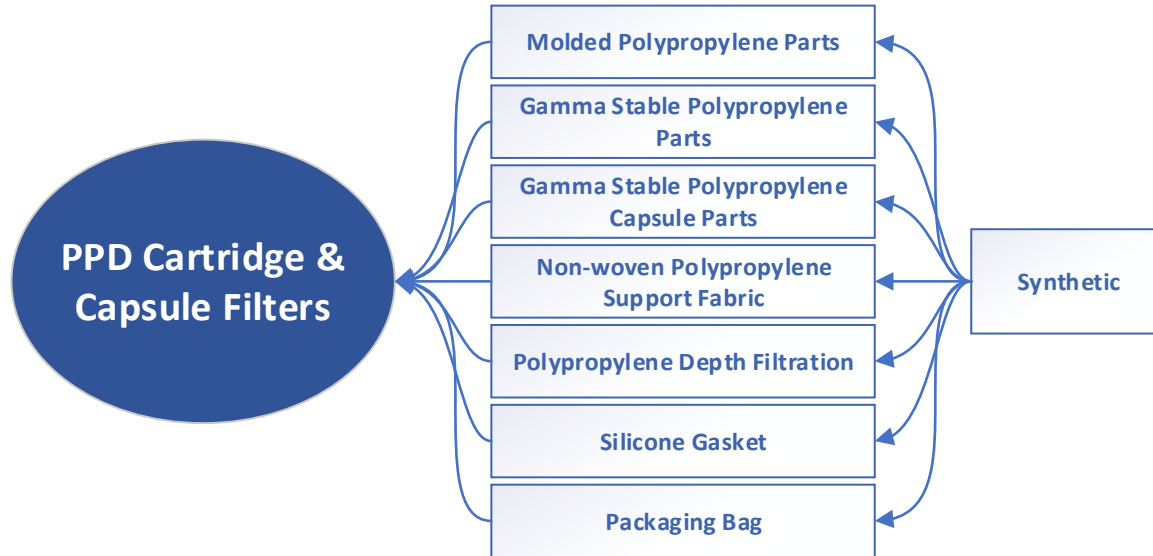 PPD Cartridge &
Capsule Filters
Molded Polypropylene Parts
Gamma Stable Polypropylene
Parts
Gamma Stable Polypropylene
Capsule Parts
Non-woven Polypropylene
Support Fabric
Polypropylene Depth Filtration
Silicone Gasket
Packaging Bag
Synthetic